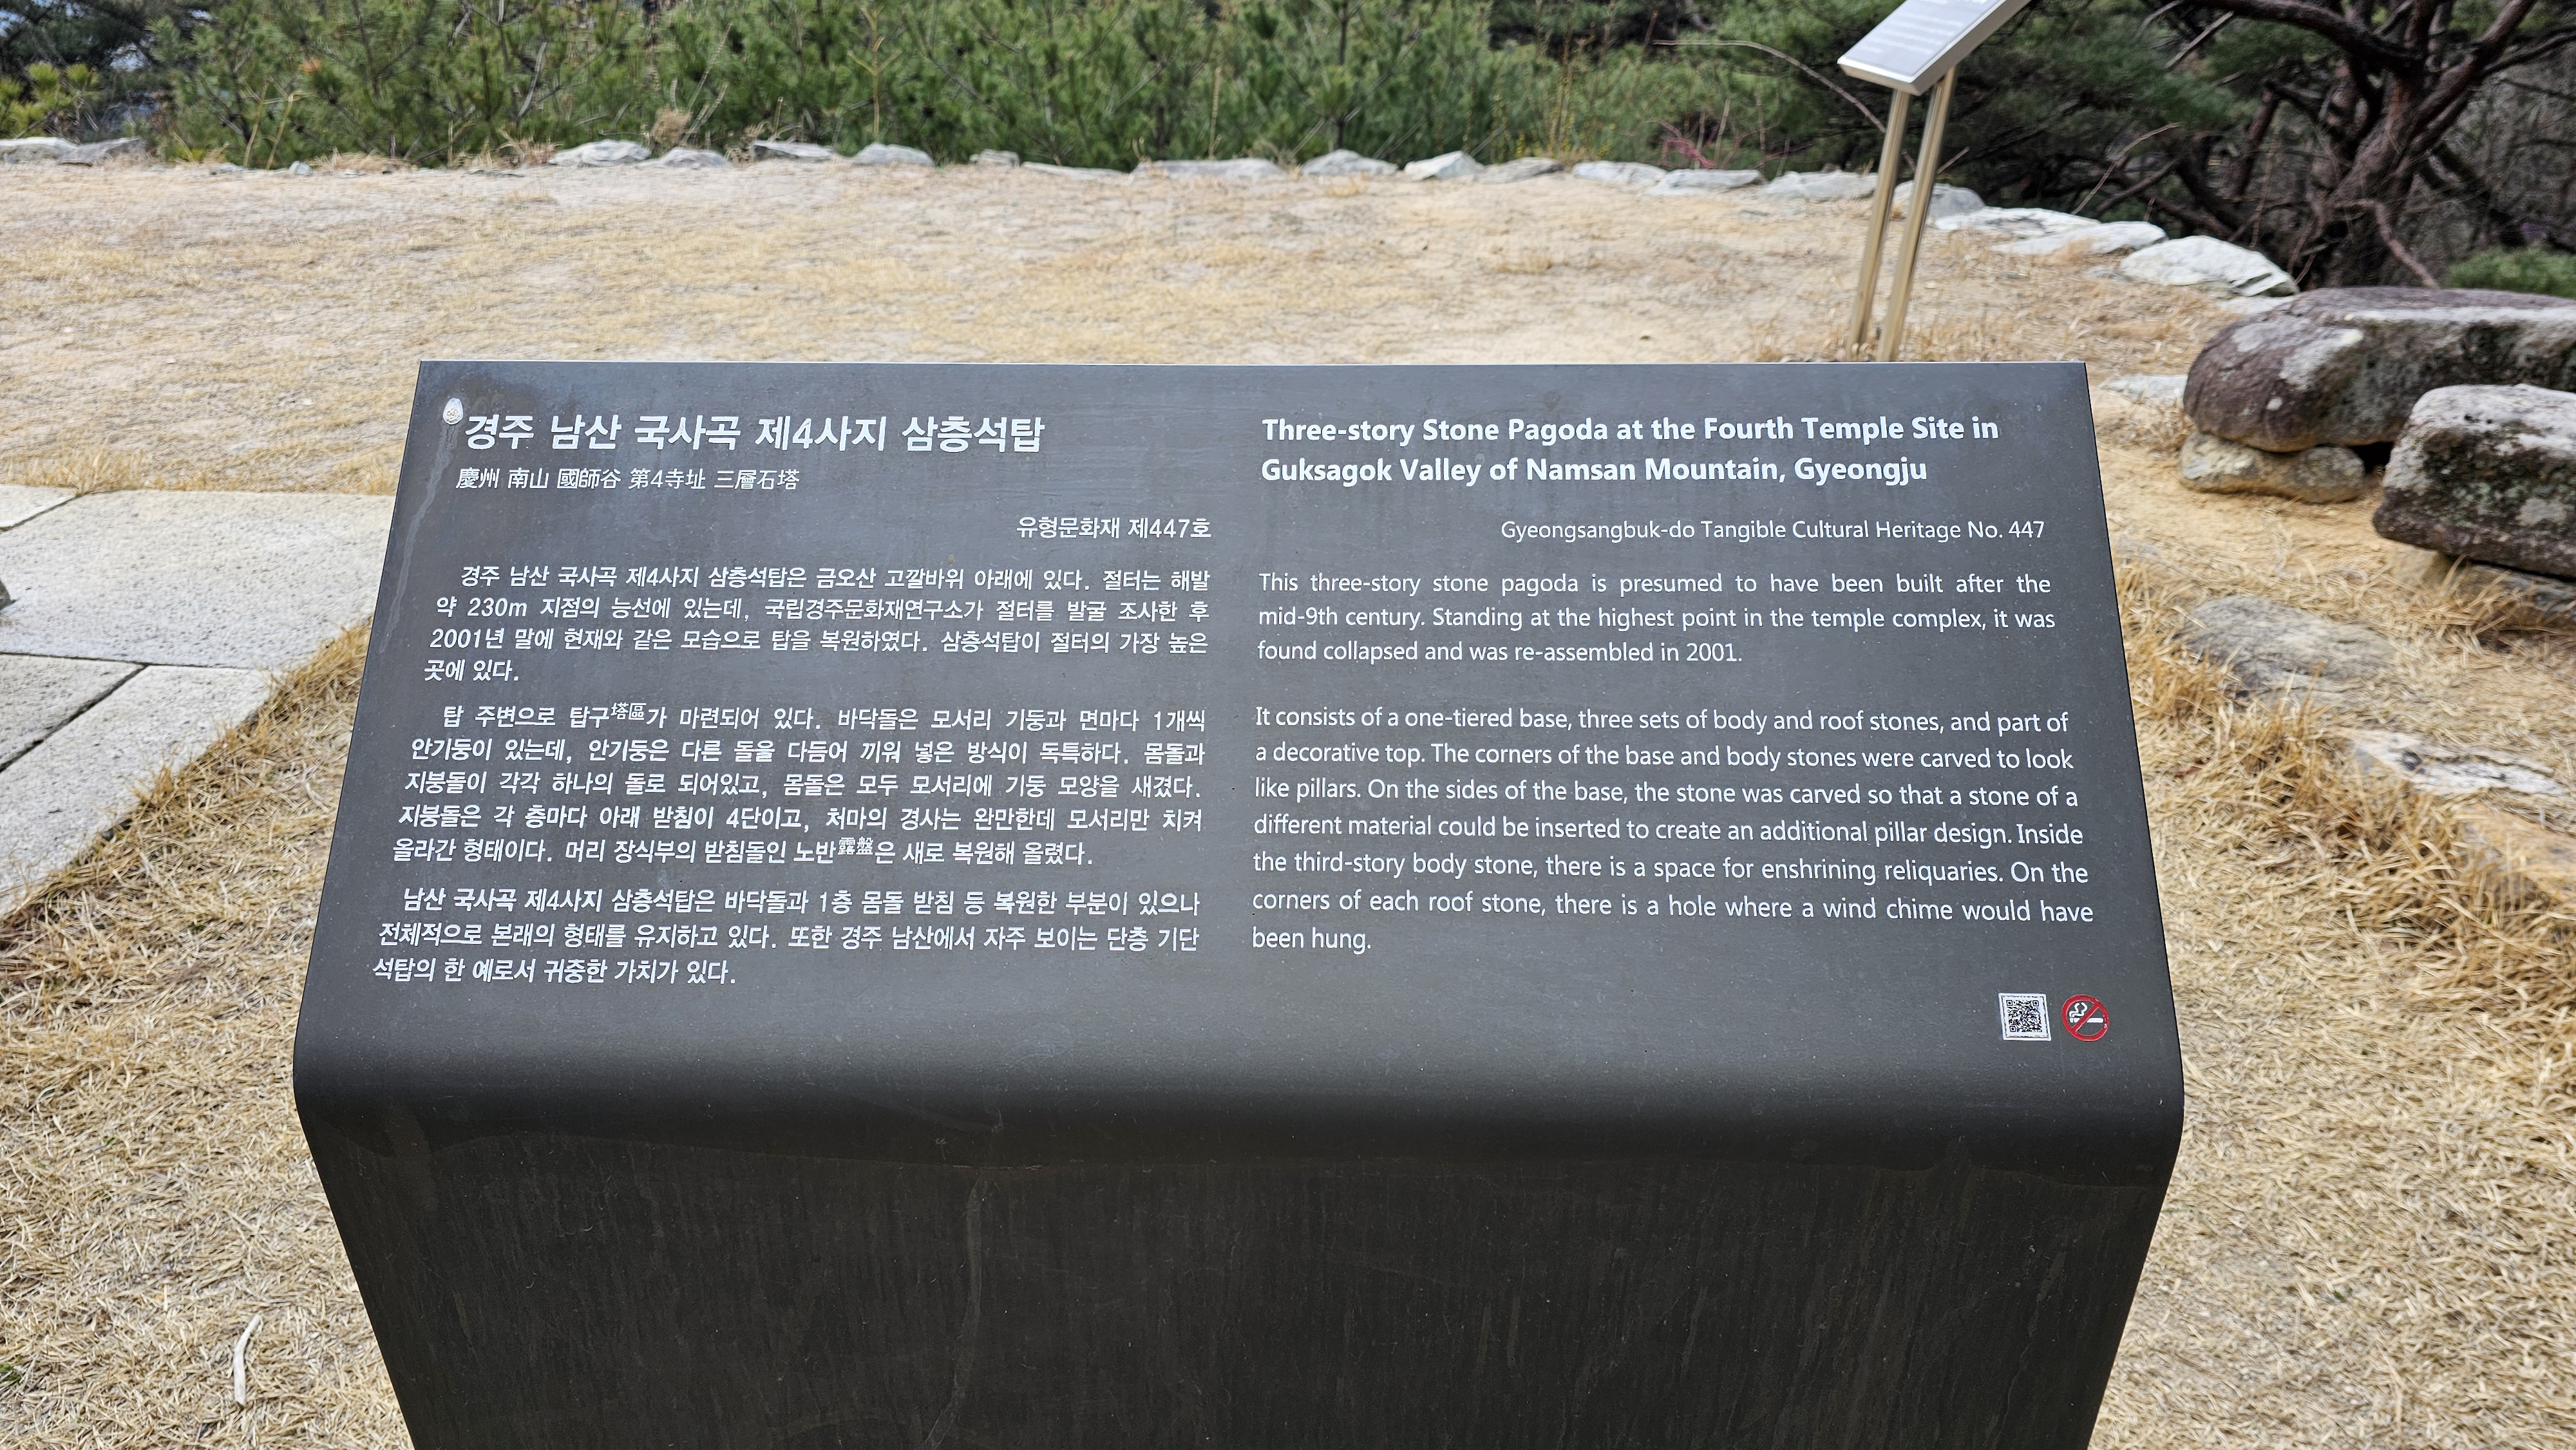 경주 남산 국사곡 제4사지 삼층석탑
慶州 南山 國師谷 第4寺址 三層石塔
유형문화재 제447호
경주 남산 국사곡 제4사지 삼층석탑은 금오산 고깔바위 아래에 있다. 절터는 해발
약 230m 지점의 능선에 있는데, 국립경주문화재연구소가 절터를 발굴 조사한 후
2001년 말에 현재와 같은 모습으로 탑을 복원하였다. 삼층석탑이 절터의 가장 높은
곳에 있다.
탑 주변으로 탑구塔區가 마련되어 있다. 바닥돌은 모서리 기둥과 면마다 1개씩
안기둥이 있는데, 안기둥은 다른 돌을 다듬어 끼워 넣은 방식이 독특하다. 몸돌과
지붕돌이 각각 하나의 돌로 되어있고, 몸돌은 모두 모서리에 기둥 모양을 새겼다.
지붕돌은 각 층마다 아래 받침이 4단이고, 처마의 경사는 완만한데 모서리만 치켜
올라간 형태이다. 머리 장식부의 받침돌인 노반露盤은 새로 복원해 올렸다.
남산 국사곡 제4사지 삼층석탑은 바닥돌과 1층 몸돌 받침 등 복원한 부분이 있으나
전체적으로 본래의 형태를 유지하고 있다. 또한 경주 남산에서 자주 보이는 단층 기단
석탑의 한 예로서 귀중한 가치가 있다.
Three-story Stone Pagoda at the Fourth Temple Site in
Guksagok Valley of Namsan Mountain, Gyeongju
Gyeongsangbuk-do Tangible Cultural Heritage No. 447
This three-story stone pagoda is presumed to have been built after the
mid-9th century. Standing at the highest point in the temple complex, it was
found collapsed and was re-assembled in 2001.
It consists of a one-tiered base, three sets of body and roof stones, and part of
a decorative top. The corners of the base and body stones were carved to look
like pillars. On the sides of the base, the stone was carved so that a stone of a
different material could be inserted to create an additional pillar design. Inside
the third-story body stone, there is a space for enshrining reliquaries. On the
corners of each roof stone, there is a hole where a wind chime would have
been hung.